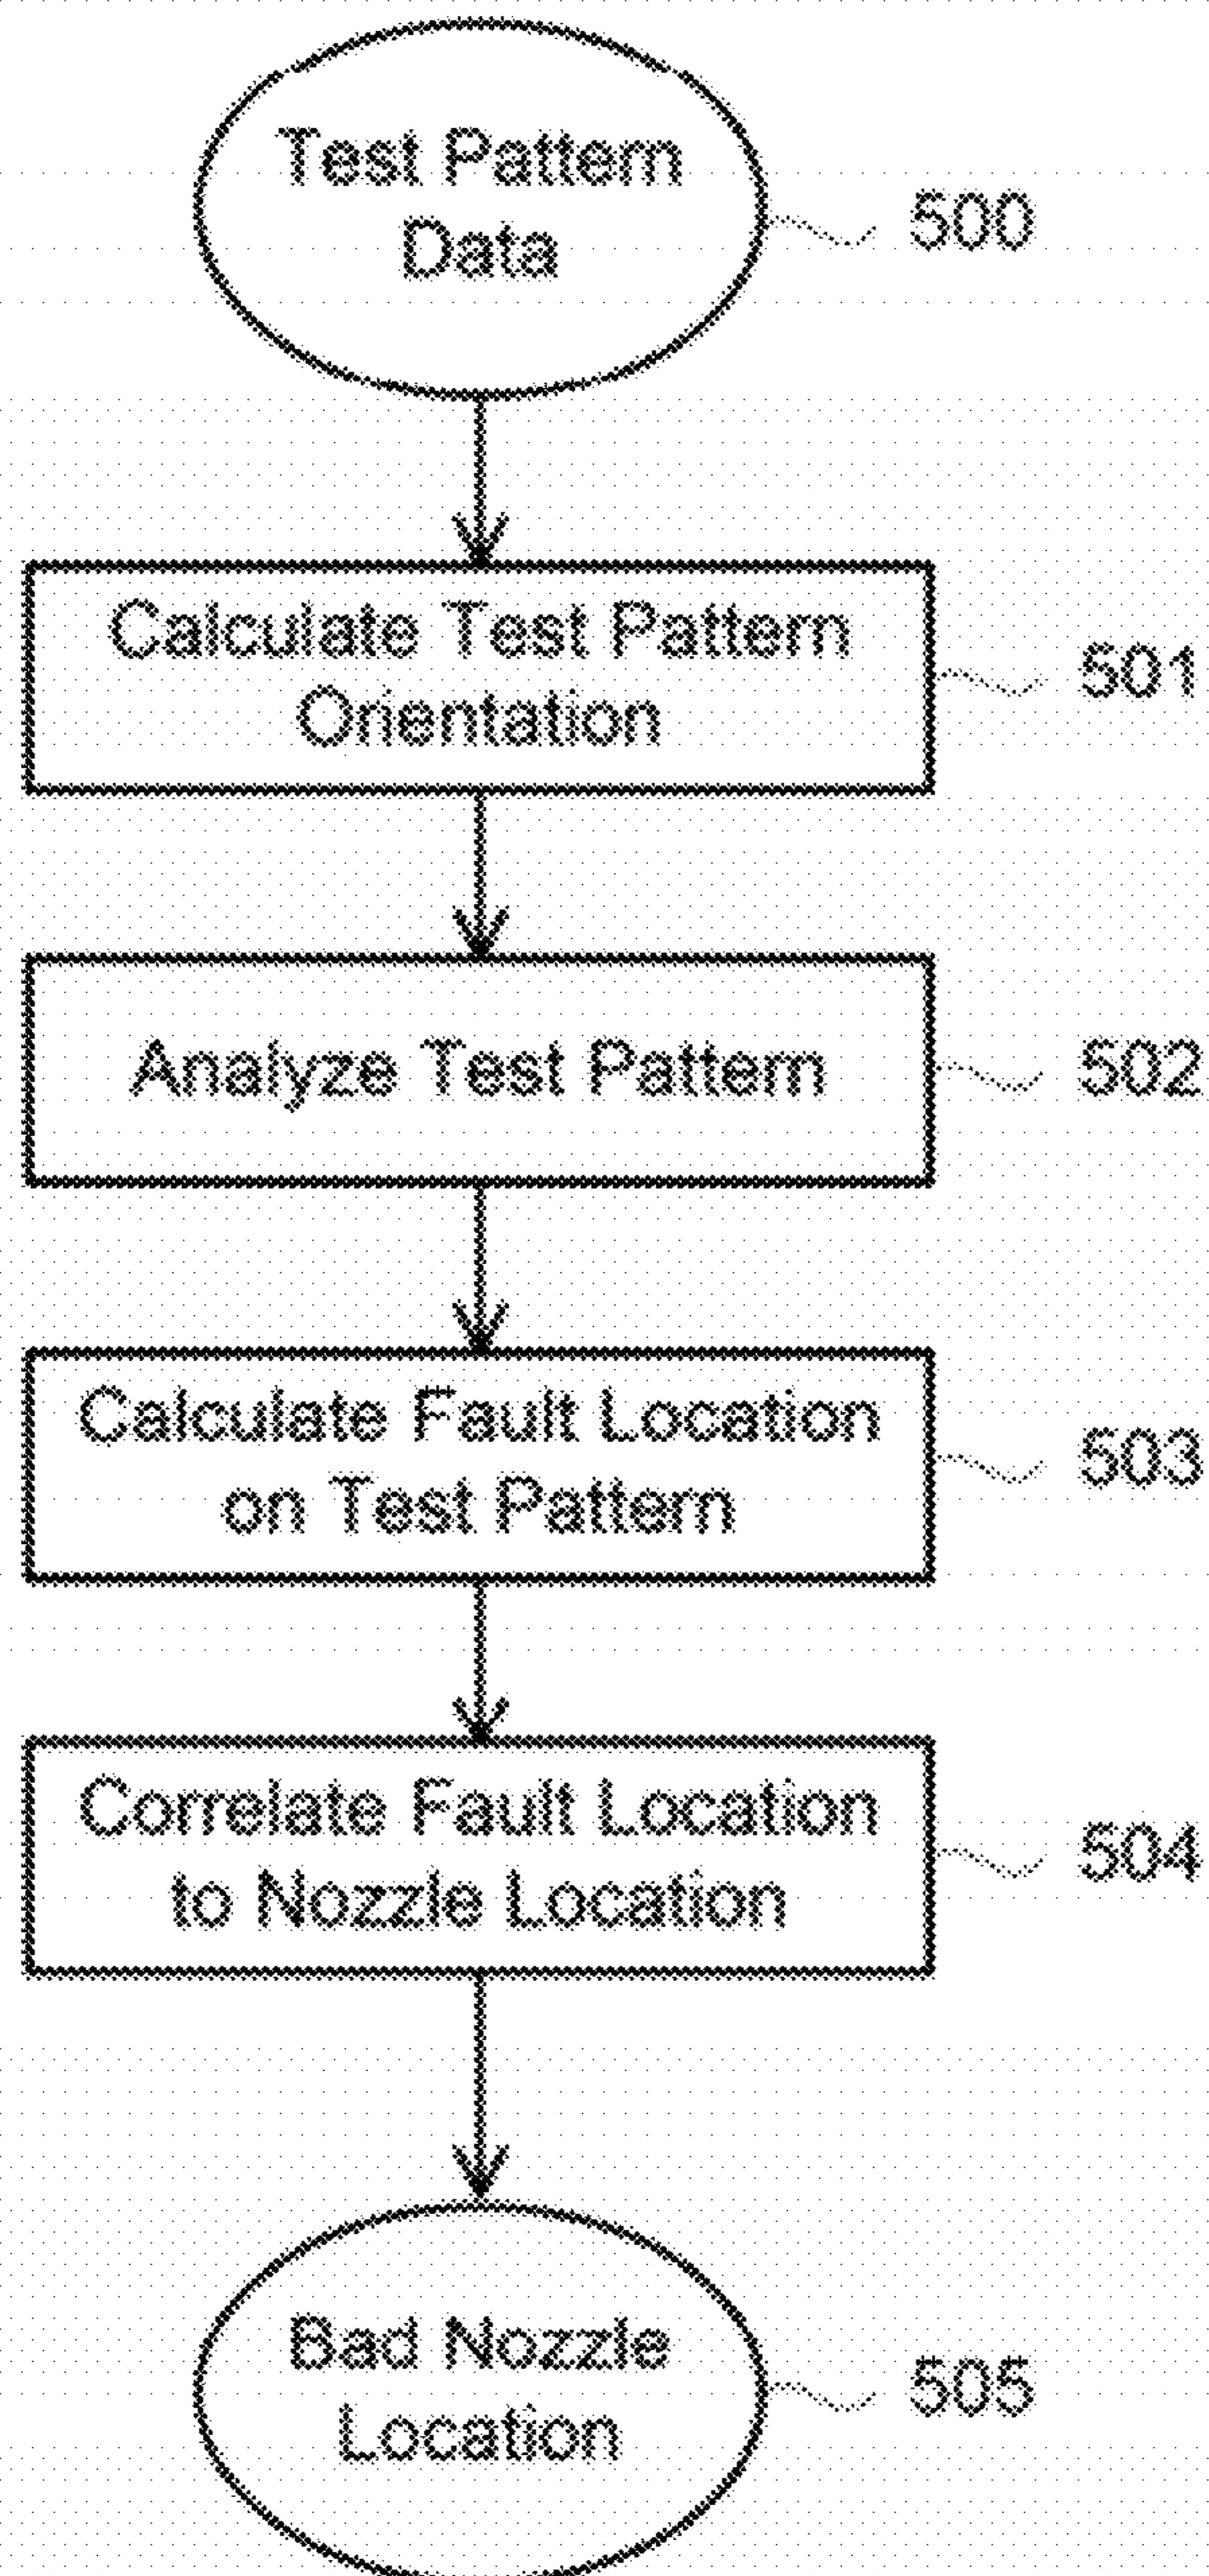 Test Pattern
Data
500
Calculate Test Pattern
Orientation
501
Analyze Test Pattern
502
Calculate Fault Location
on Test Pattern
503
Correlate Fault Location
to Nozzle Location
504
Bad Nozzle
Location
505